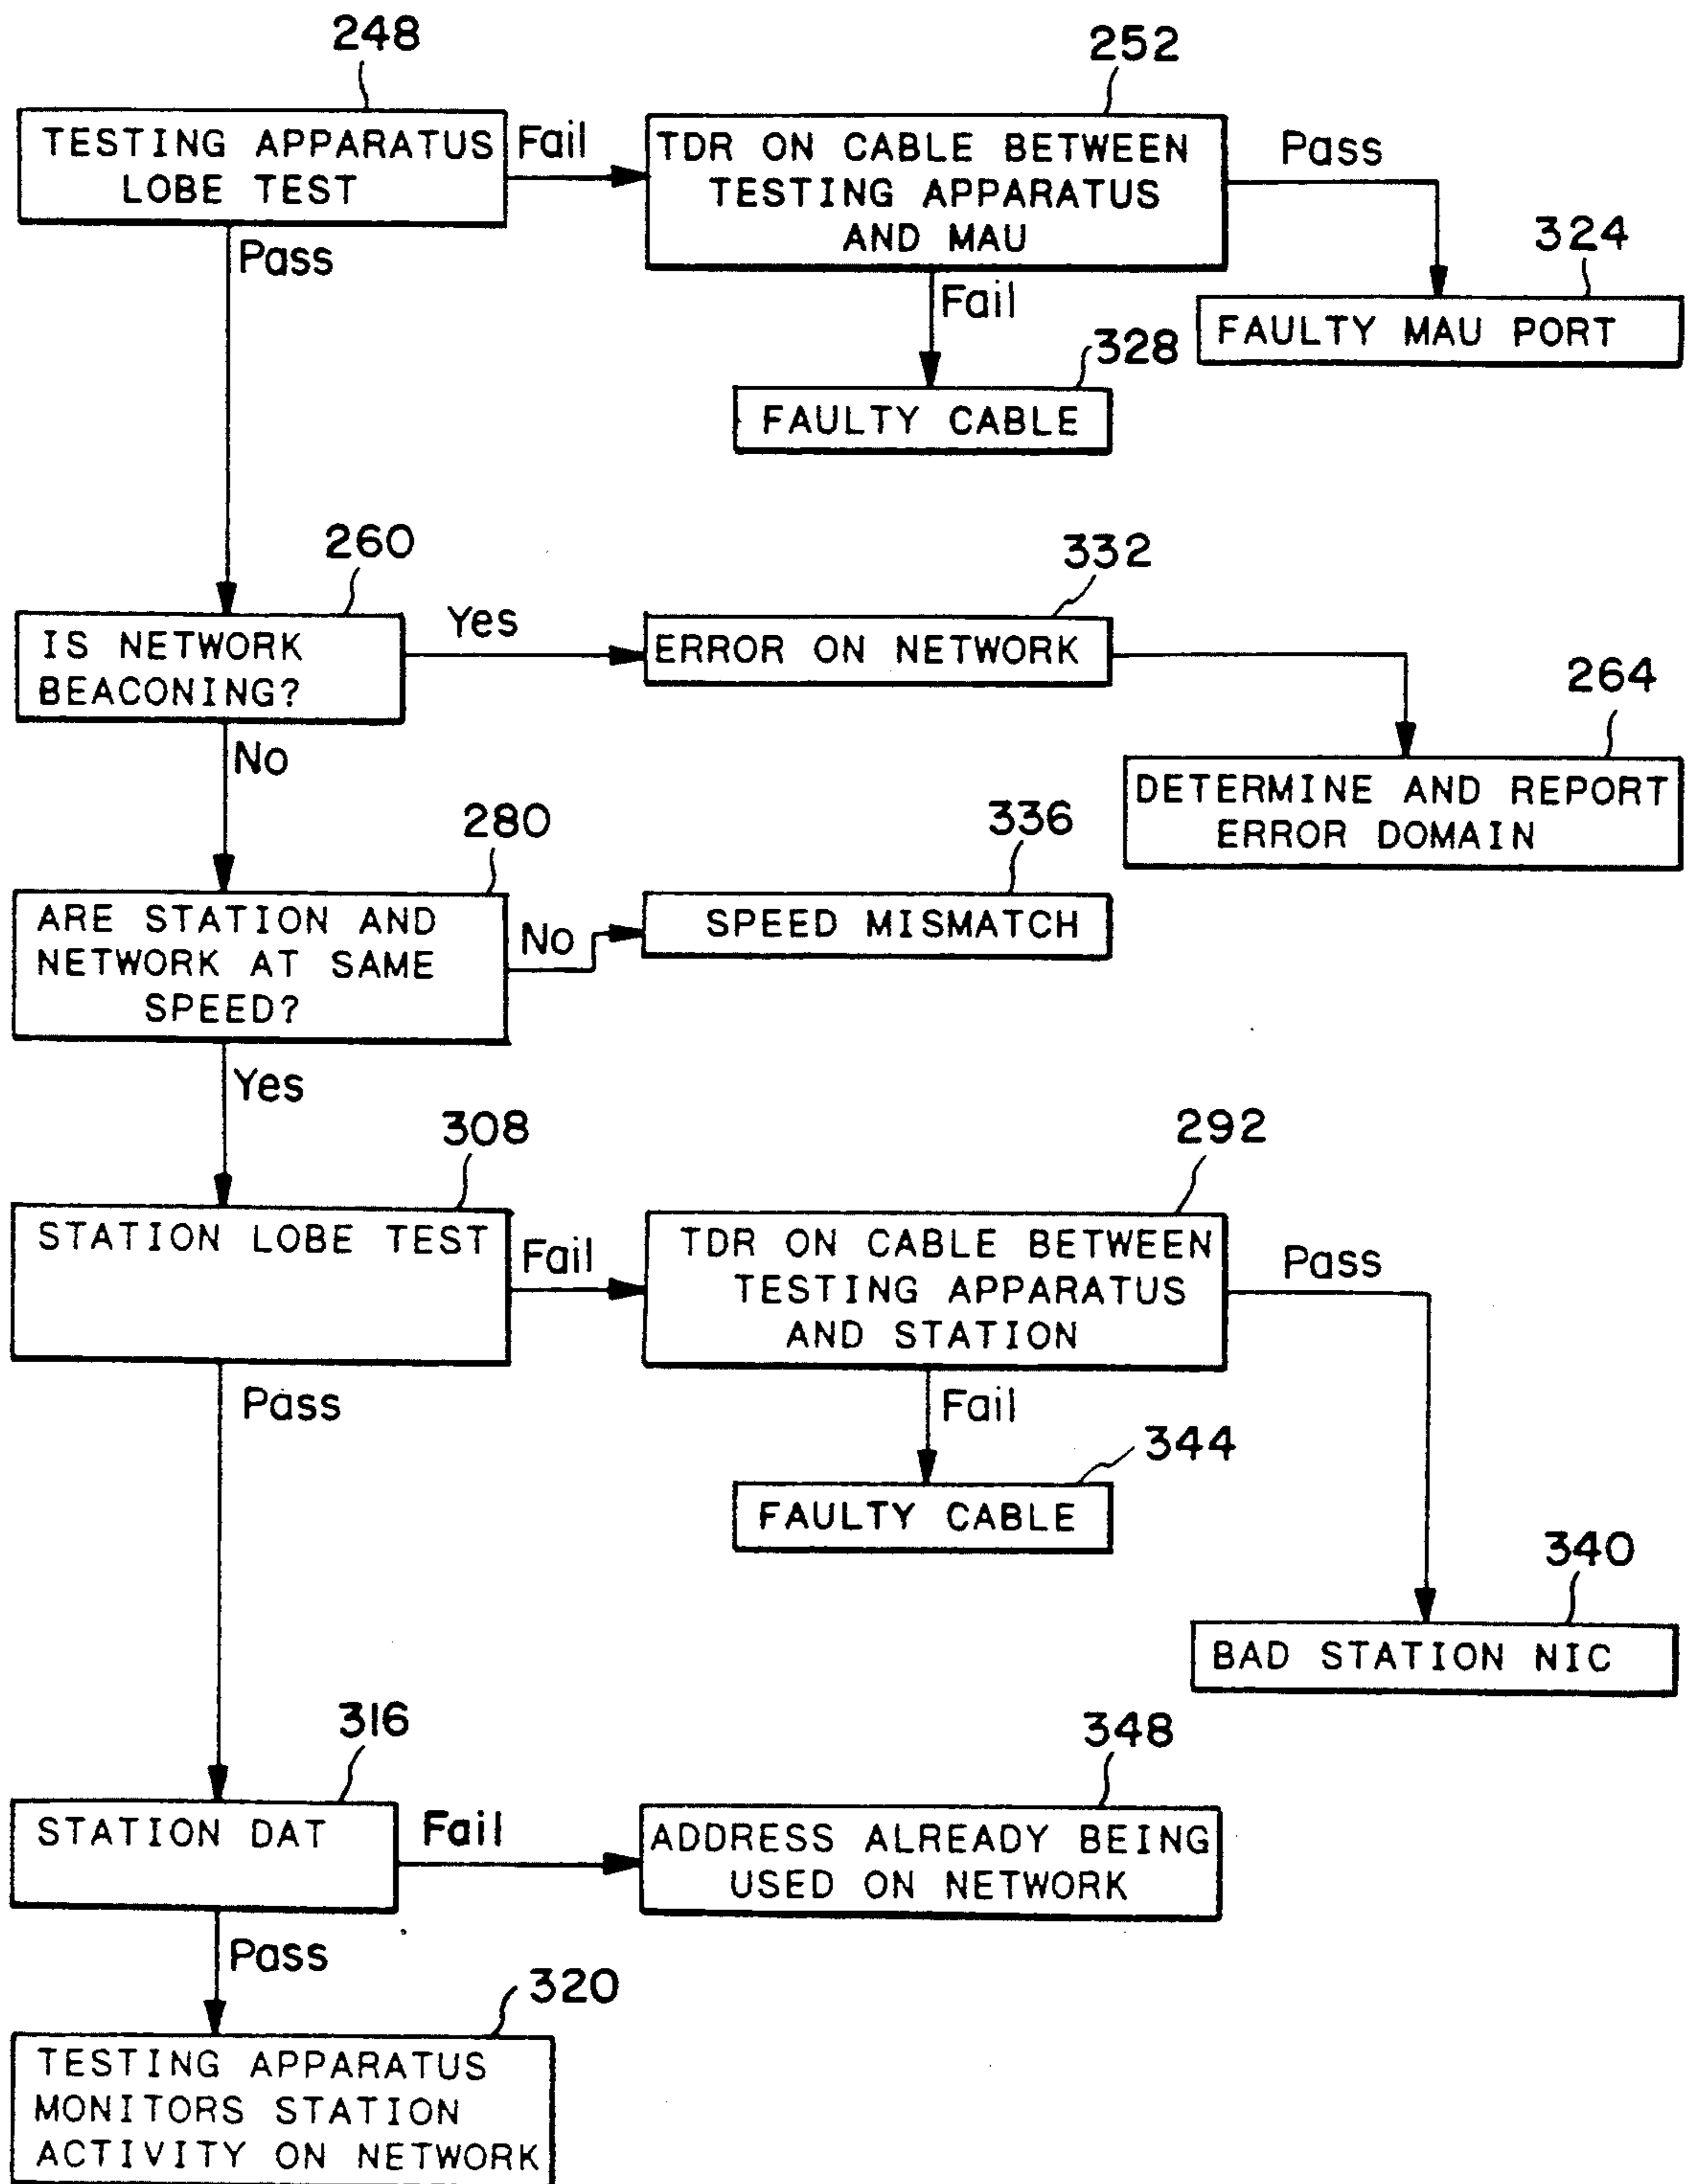 248
252
TESTING APPARATUS
LOBE TEST
Fail
TDR ON CABLE BETWEEN
TESTING APPARATUS
AND MAU
Pass
324
Pass
Fail
FAULTY MAU PORT
328
FAULTY CABLE
260
332
IS NETWORK
BEACONING?
Yes
ERROR ON NETWORK
264
No
DETERMINE AND REPORT
ERROR DOMAIN
280
336
ARE STATION AND
NETWORK AT SAME
SPEED?
No
SPEED MISMATCH
Yes
308
292
STATION LOBE TEST
Fail
TDR ON CABLE BETWEEN
TESTING APPARATUS
AND STATION
Pass
Pass
Fail
344
FAULTY CABLE
340
BAD STATION NIC
316
348
STATION DAT
Fail
ADDRESS ALREADY BEING
USED ON NETWORK
Pass
320
TESTING APPARATUS
MONITORS STATION
ACTIVITY ON NETWORK